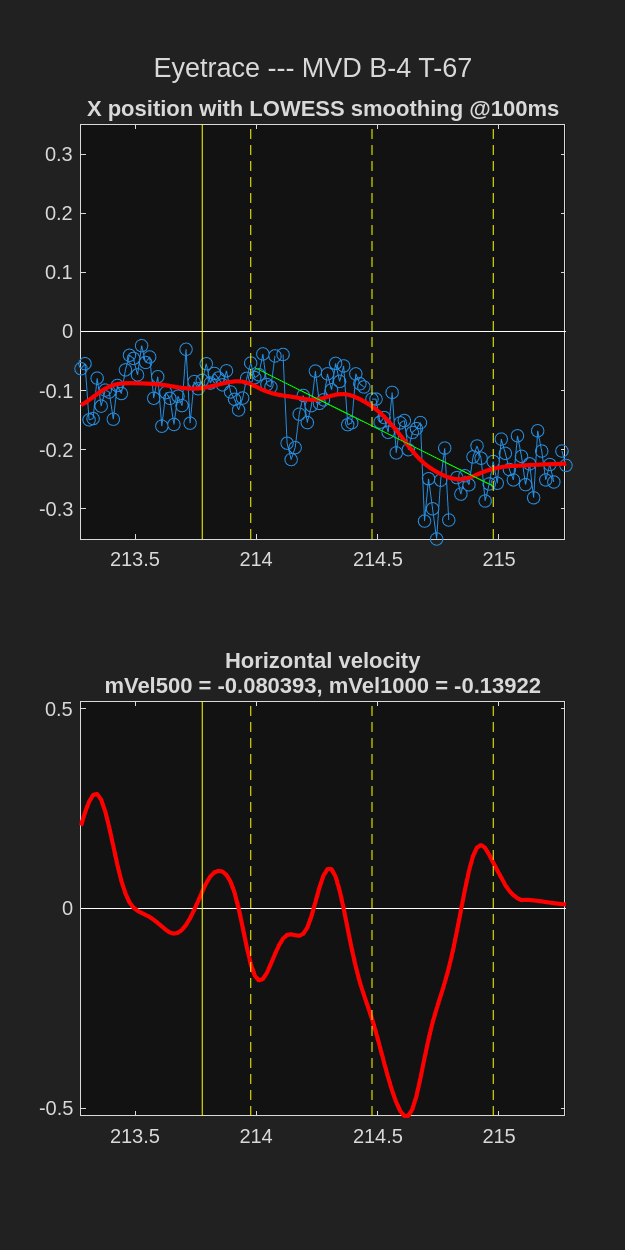 Eyetrace --- MVD B-4 T-67
X position with LOWESS smoothing @100ms
0.3
0.2
0.1
0
-0.1
-0.2
-0.3
213.5 214 214.5 215
Horizontal velocity
mVel500 = -0.080393, mVel1000 = -0.13922
0.5
0
-0.5
213.5 214 214.5 215